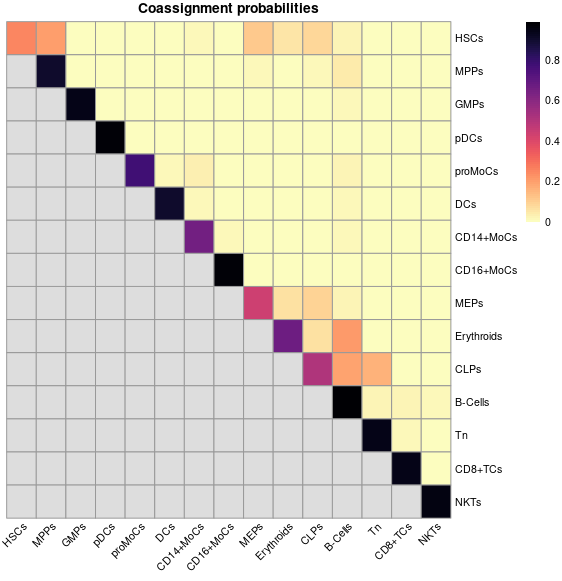 Coassignment probabilities
HSCs
MPPs
GMPs
pDCs
proMoCs
DCs
CD14+MoCs
CD16+MoCs
MEPs
Erythroids
CLPs
B-Cells
Tn
CD8+TCs
NKTs
0.8
0.6
0.4
0.2
0
HSCs
MPPs
GMPs
pDCs
proMoCs
DCs
CD14+MoCs
CD16+MoCs
MEPs
Erythroids
CLPs
B-Cells
Tn
CD8+TCs
NKTs